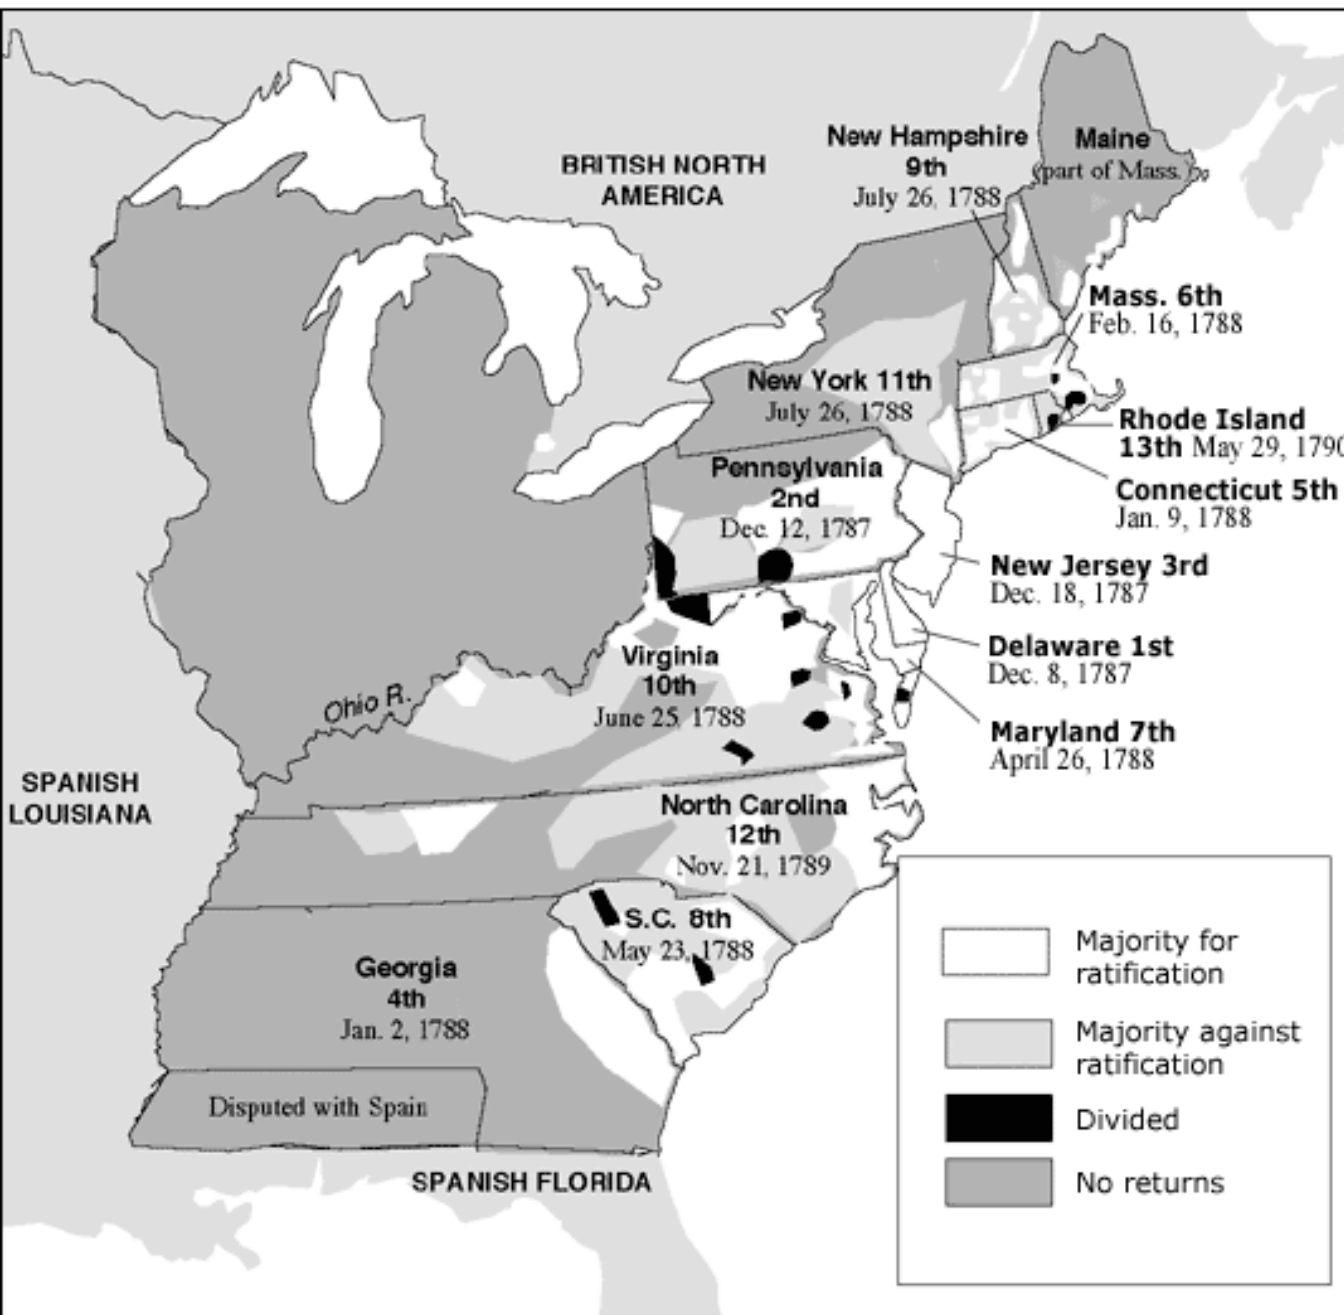 New Hampshire
9th
July 26, 1788
Maine
(part of Mass.)
BRITISH NORTH
AMERICA
Mass. 6th
Feb. 16, 1788
New York 11th
July 26, 1788
Rhode Island
13th May 29, 1790
Pennsylvania
2nd
Dec. 12, 1787
Connecticut 5th
Jan. 9, 1788
New Jersey 3rd
Dec. 18, 1787
Delaware 1st
Dec. 8, 1787
Virginia
10th
June 25, 1788
Ohio R.
Maryland 7th
April 26, 1788
SPANISH
LOUISIANA
North Carolina
12th
Nov. 21, 1789
S.C. 8th
May 23, 1788
Georgia
4th
Jan. 2, 1788
Disputed with Spain
SPANISH FLORIDA
Majority for
ratification
Majority against
ratification
Divided
No returns